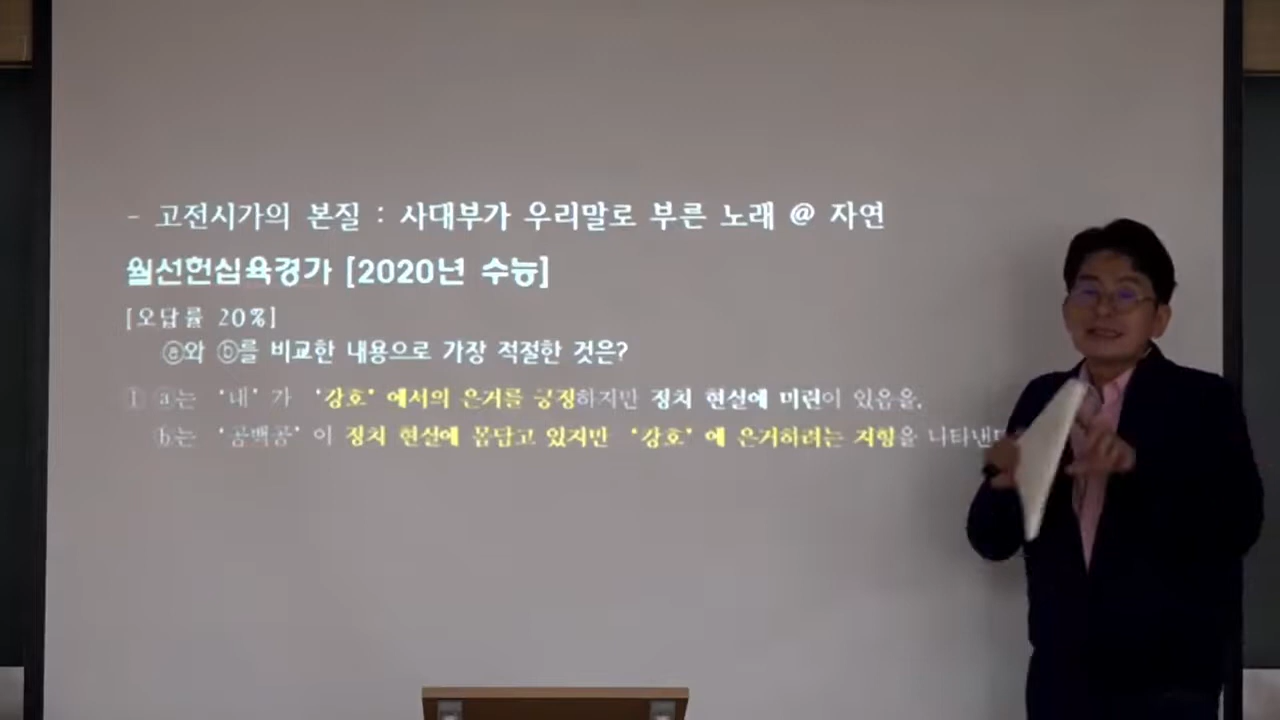 - 고전시가의 본질 : 사대부가 우리말로 부른 노래 @ 자연
월선헌십육경가 [2020년 수능]
[오답률 20%]
ⓐ와 ⓑ를 비교한 내용으로 가장 적절한 것은?
① ⓐ는 ‘내’가 ‘강호’에서의 은거를 긍정하지만 정치 현실에 미련이 있음을,
ⓑ는 ‘공백공’이 정치 현실에 몸담고 있지만 ‘강호’에 은거하려는 지향을